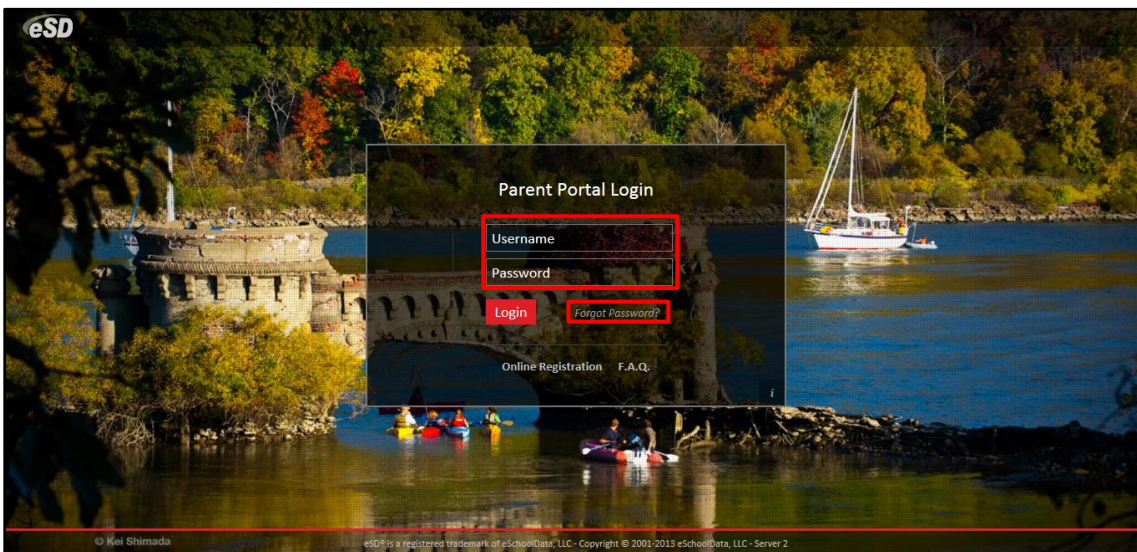 eSD
Parent Portal Login
Username
Password
Login Forgot Password?
Online Registration F.A.Q.
i
© Kei Shimada
eSD® is a registered trademark of eSchoolData, LLC - Copyright © 2001-2013 eSchoolData, LLC - Server 2